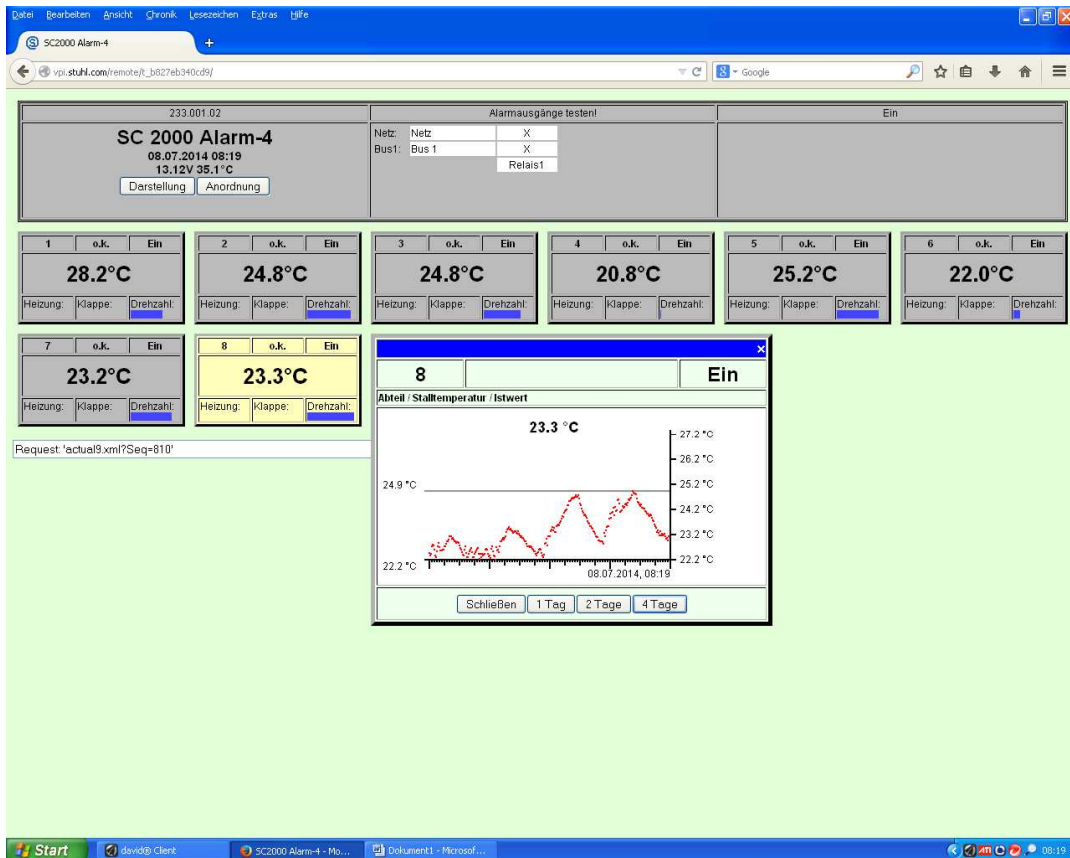 Datei Bearbeiten Ansicht Chronik Lesezeichen Extras Hilfe
SC2000 Alarm-4 +
vpi.stuhl.com/remote/t_b827eb340cd9/ Google
233.001.02 Alarmausgänge testen! Ein
SC 2000 Alarm-4
08.07.2014 08:19
13.12V 35.1°C
Darstellung Anordnung
Netz: Netz X
Bus1: Bus 1 X
Relais1
1 o.k. Ein 2 o.k. Ein 3 o.k. Ein 4 o.k. Ein 5 o.k. Ein 6 o.k. Ein
28.2°C 24.8°C 24.8°C 20.8°C 25.2°C 22.0°C
Heizung: Klappe: Drehzahl: Heizung: Klappe: Drehzahl: Heizung: Klappe: Drehzahl: Heizung: Klappe: Drehzahl: Heizung: Klappe: Drehzahl: Heizung: Klappe: Drehzahl:
7 o.k. Ein 8 o.k. Ein
23.2°C 23.3°C
Heizung: Klappe: Drehzahl: Heizung: Klappe: Drehzahl:
Request: 'actual9.xml?Seq=810'
x
8 Ein
Abteil / Stalltemperatur / Istwert
23.3 °C
27.2 °C
26.2 °C
24.9 °C 25.2 °C
24.2 °C
23.2 °C
22.2 °C 22.2 °C
08.07.2014, 08:19
Schließen 1 Tag 2 Tage 4 Tage
Start david® Client SC2000 Alarm-4 - Mo... Dokument1 - Microsof... 08:19